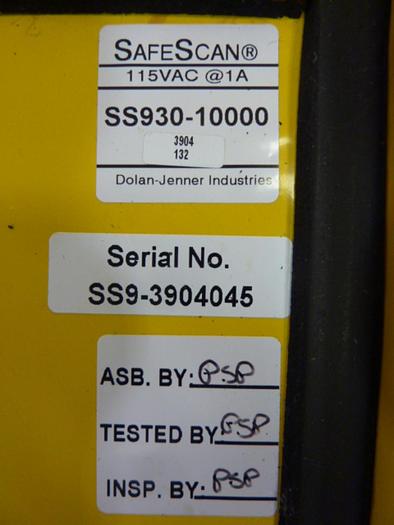 SAFESCAN®
115VAC @1A
SS930-10000
3904
132
Dolan-Jenner Industries
Serial No.
SS9-3904045
ASB. BY: PSP
TESTED BY PSP
INSP. BY: PSP